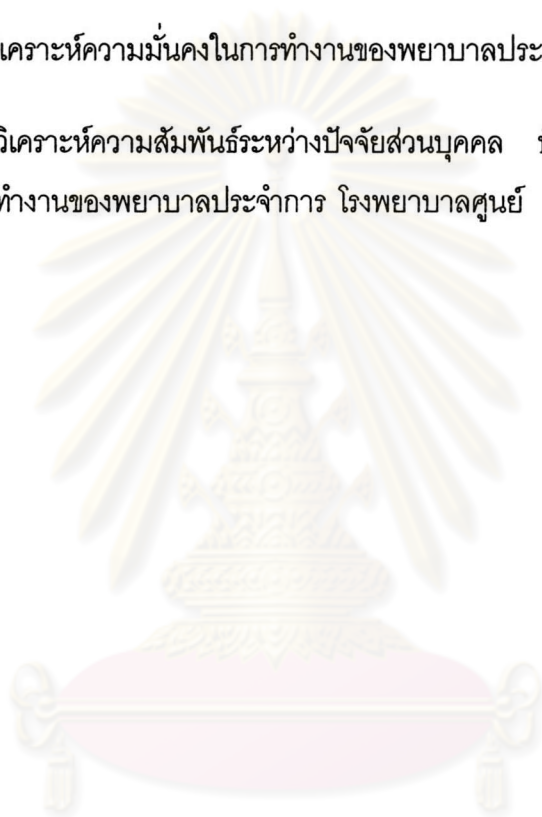 เคราะห์ความมั่นคงในการทำงานของพยาบาลประ
วิเคราะห์ความสัมพันธ์ระหว่างปัจจัยส่วนบุคคล
ทำงานของพยาบาลประจำการ โรงพยาบาลศูนย์